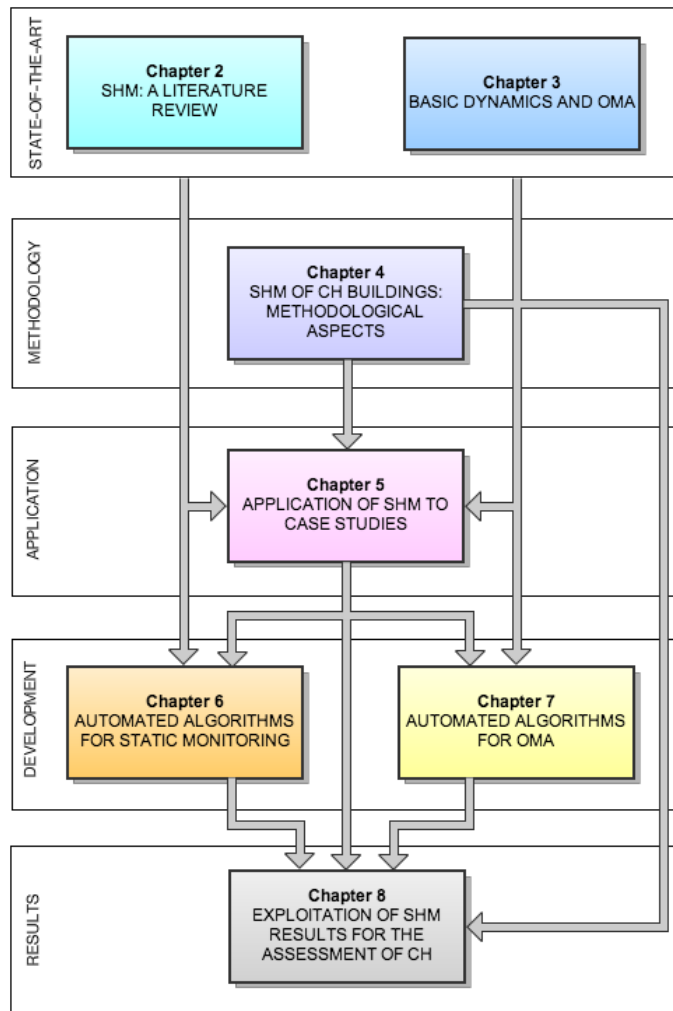 STATE-OF-THE-ART
Chapter 2
SHM: A LITERATURE
REVIEW
Chapter 3
BASIC DYNAMICS AND OMA
METHODOLOGY
Chapter 4
SHM OF CH BUILDINGS:
METHODOLOGICAL
ASPECTS
APPLICATION
Chapter 5
APPLICATION OF SHM TO
CASE STUDIES
DEVELOPMENT
Chapter 6
AUTOMATED ALGORITHMS
FOR STATIC MONITORING
Chapter 7
AUTOMATED ALGORITHMS
FOR OMA
RESULTS
Chapter 8
EXPLOITATION OF SHM
RESULTS FOR THE
ASSESSMENT OF CH